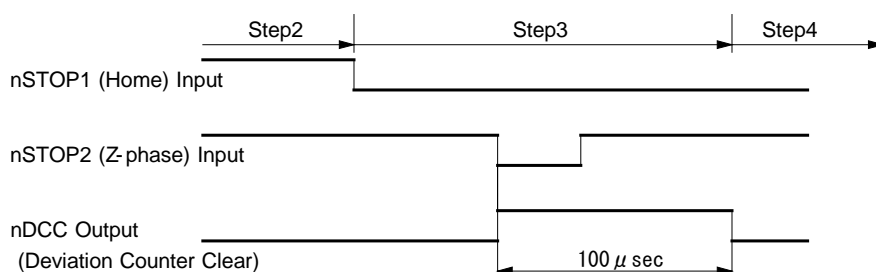 Step2
Step3
Step4
nSTOP1 (Home) Input
nSTOP2 (Z-phase) Input
nDCC Output
(Deviation Counter Clear)
100 μ sec